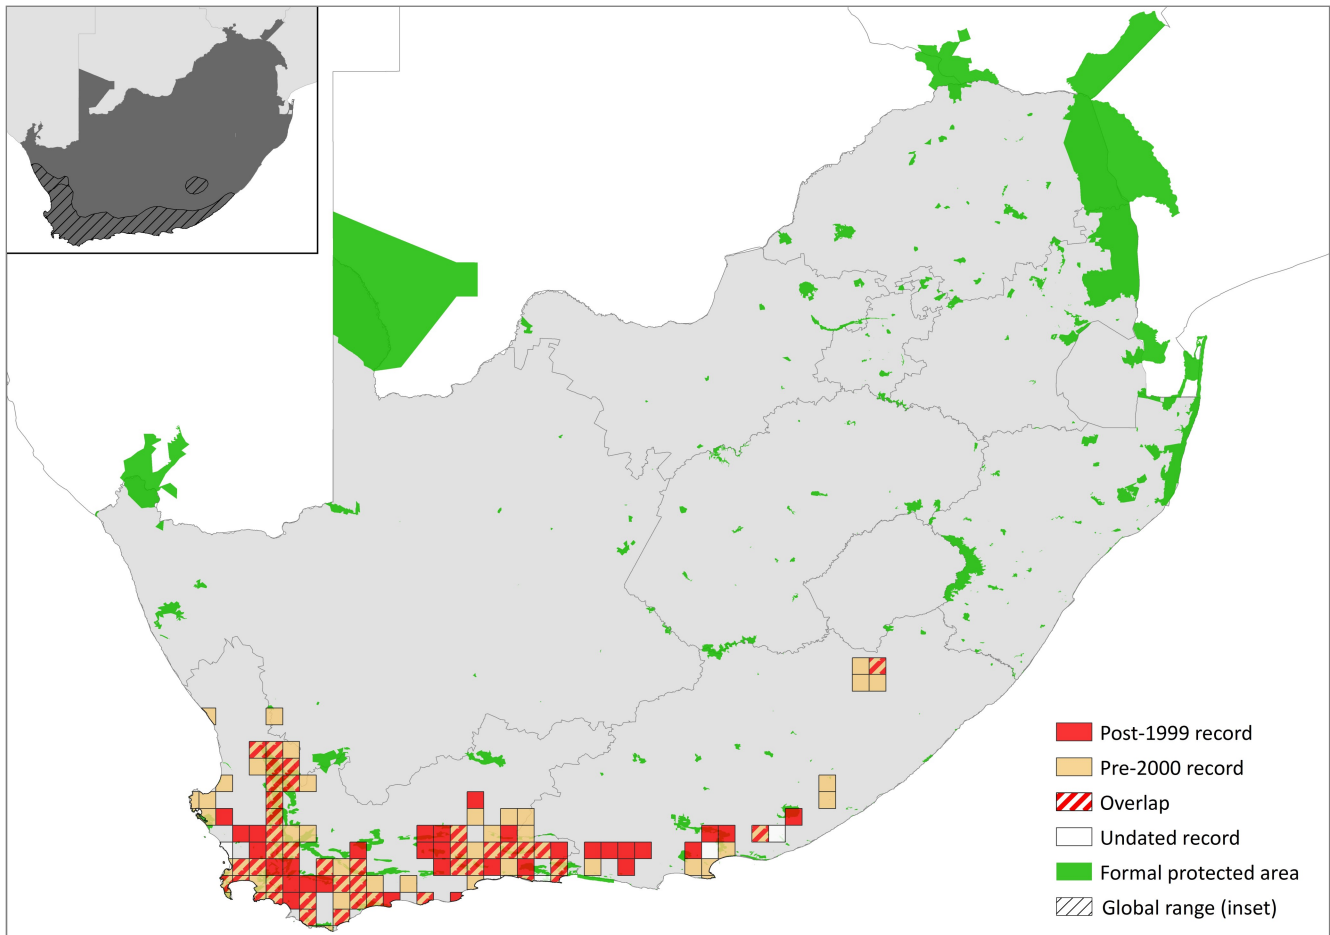 Post-1999 record
Pre-2000 record
Overlap
Undated record
Formal protected area
Global range (inset)